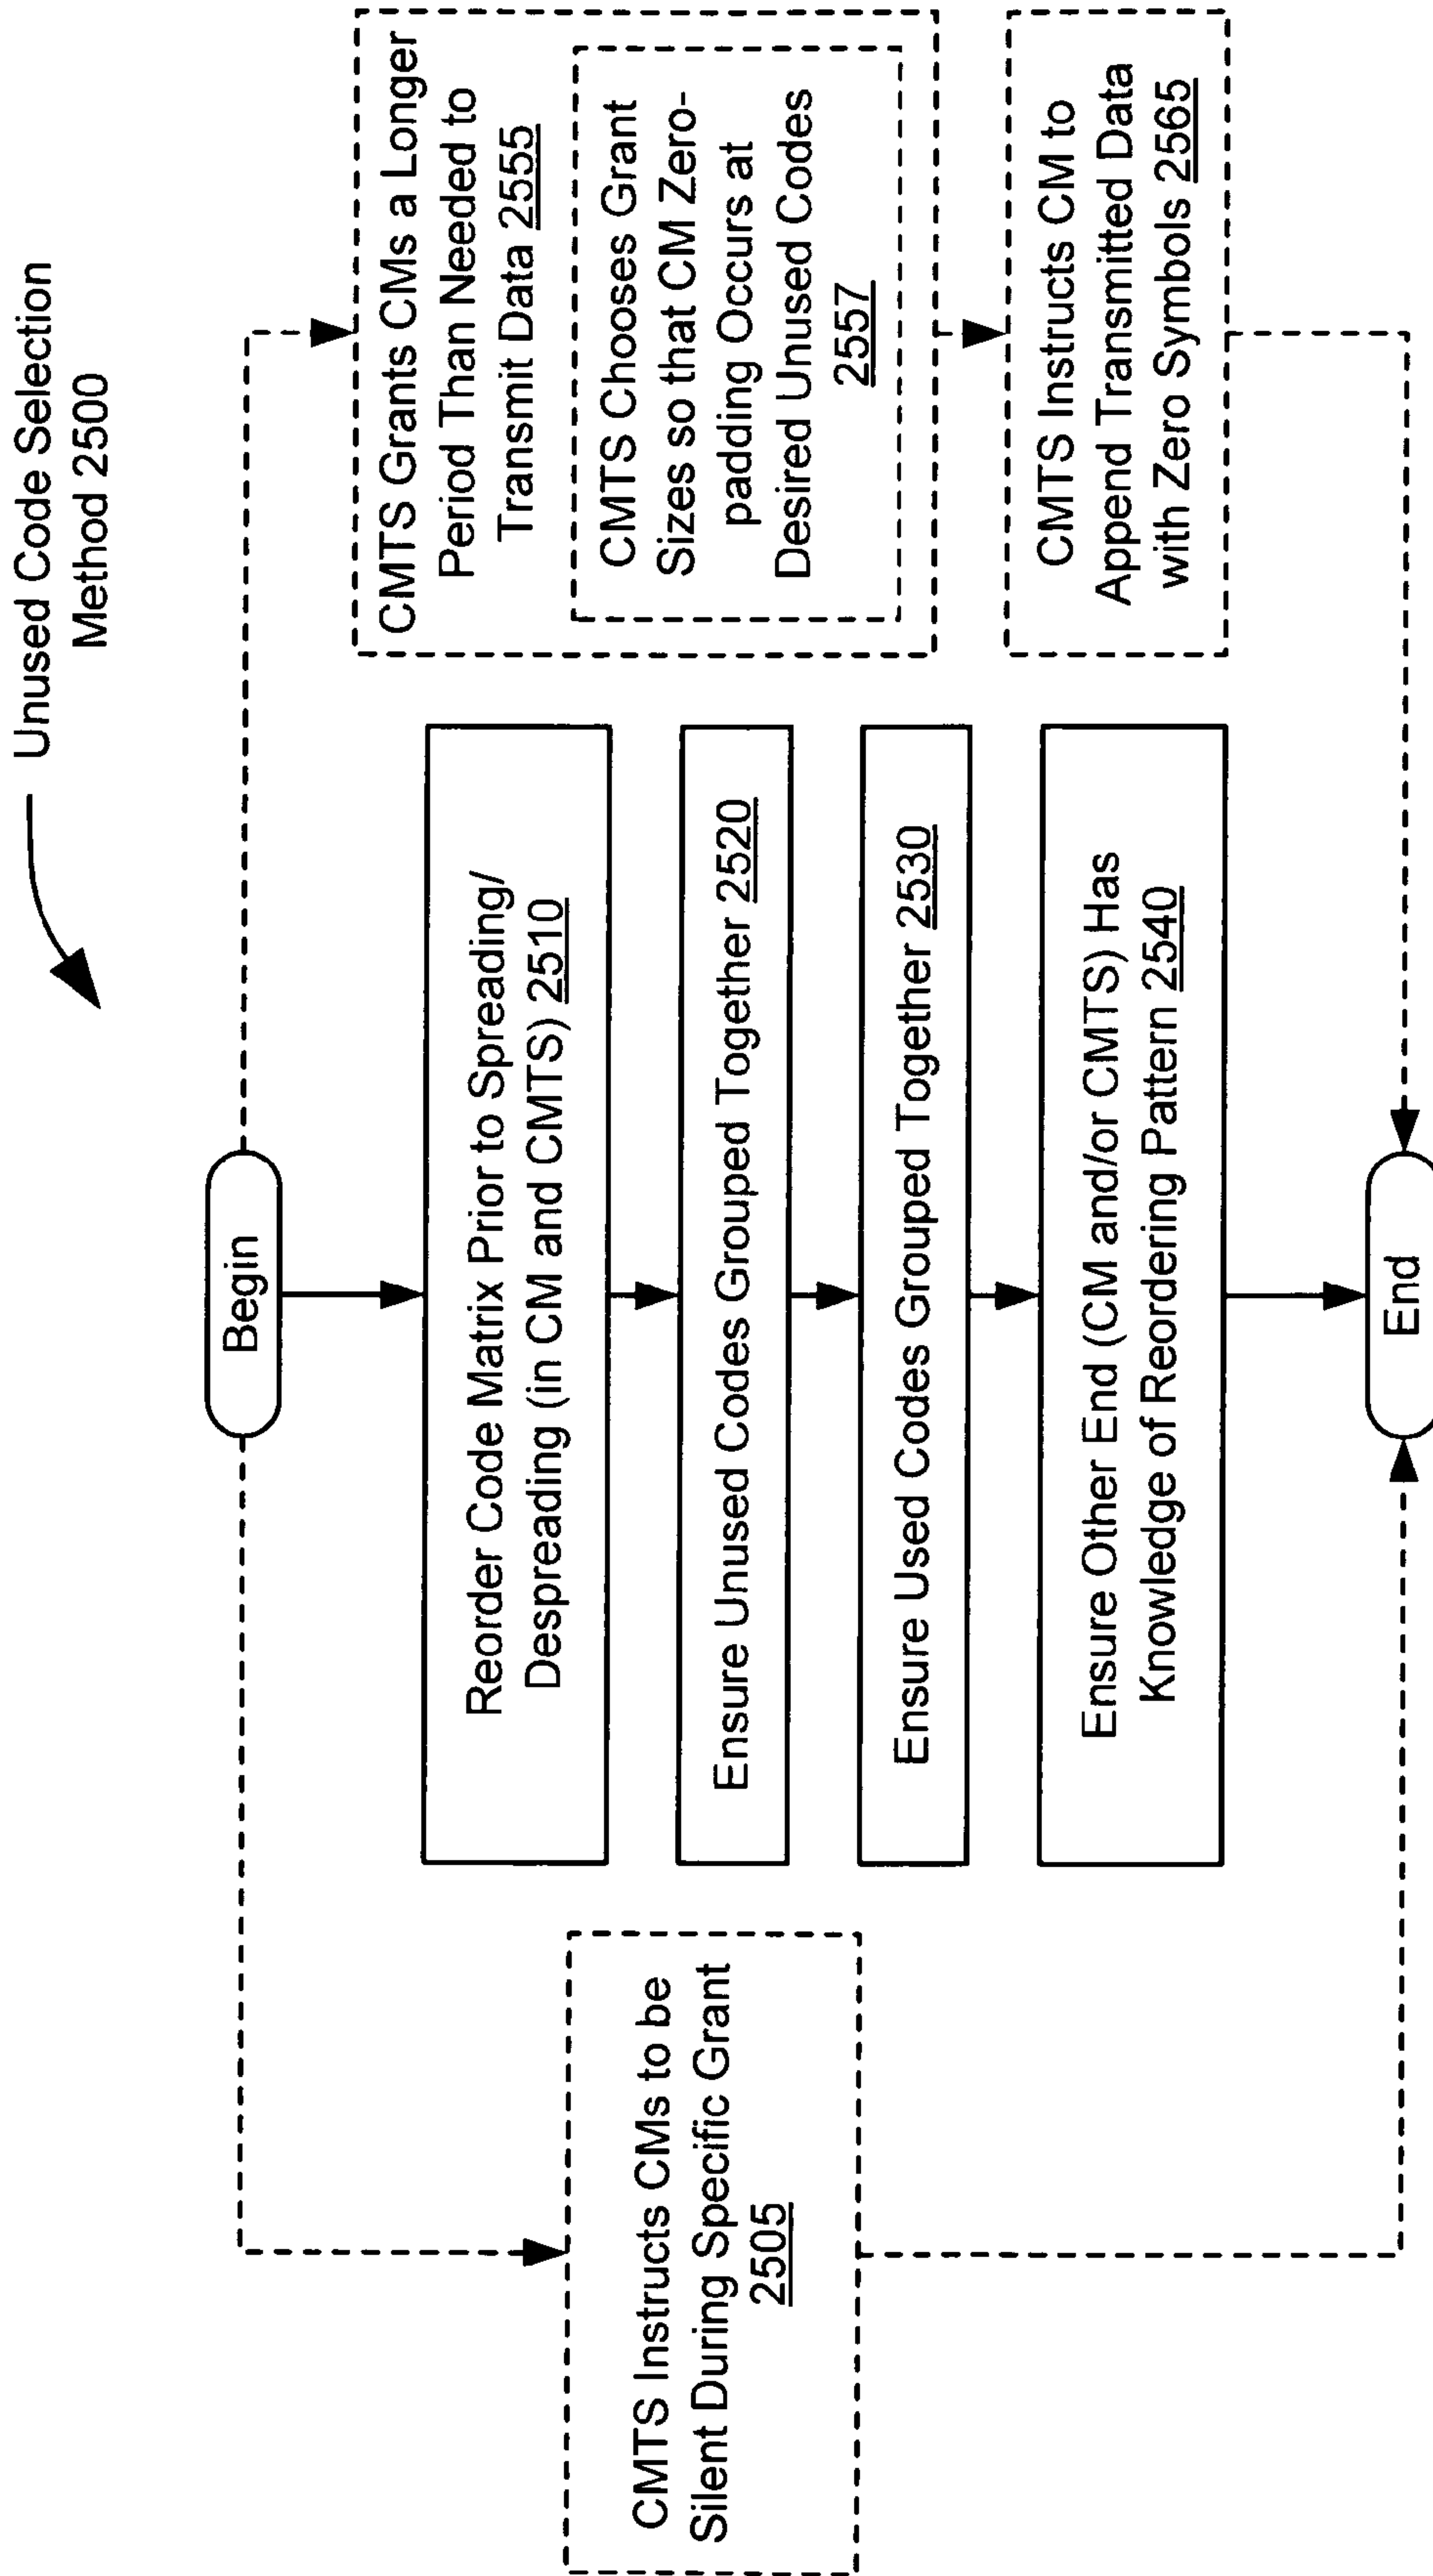 Unused Code Selection
Method 2500
Begin
CMTS Instructs CMs to be
Silent During Specific Grant
2505
Reorder Code Matrix Prior to Spreading/
Despreading (in CM and CMTS) 2510
Ensure Unused Codes Grouped Together 2520
Ensure Used Codes Grouped Together 2530
Ensure Other End (CM and/or CMTS) Has
Knowledge of Reordering Pattern 2540
CMTS Grants CMs a Longer
Period Than Needed to
Transmit Data 2555
CMTS Chooses Grant
Sizes so that CM Zero-
padding Occurs at
Desired Unused Codes
2557
CMTS Instructs CM to
Append Transmitted Data
with Zero Symbols 2565
End